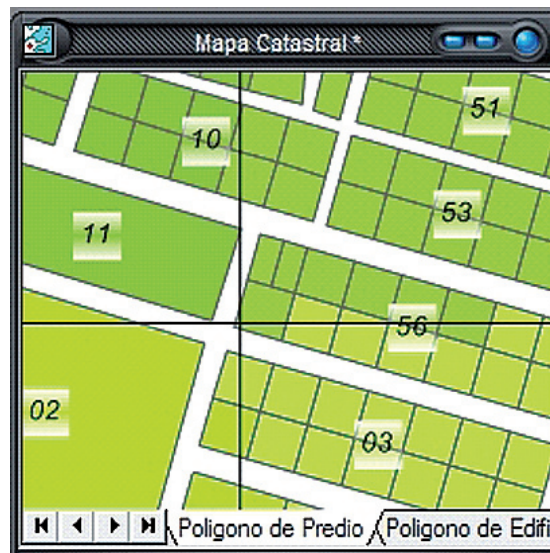 Mapa Catastral *
51
10
53
11
56
02
03
Poligono de Predio
Poligono de Edifi